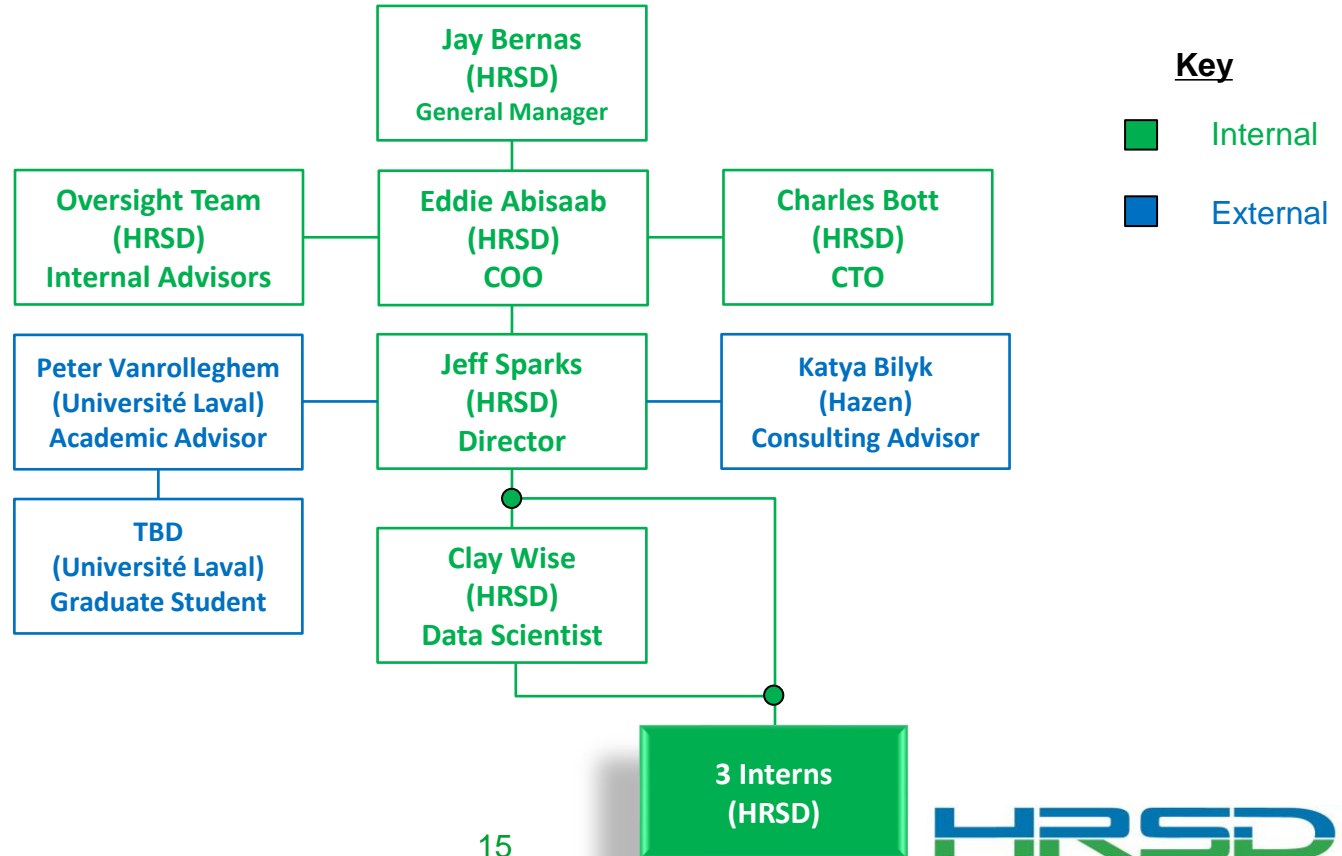 Jay Bernas
(HRSD)
General Manager
Key
Internal
External
Oversight Team
(HRSD)
Internal Advisors
Eddie Abisaab
(HRSD)
COO
Charles Bott
(HRSD)
CTO
Peter Vanrolleghem
(Université Laval)
Academic Advisor
Jeff Sparks
(HRSD)
Director
Katya Bilyk
(Hazen)
Consulting Advisor
TBD
(Université Laval)
Graduate Student
Clay Wise
(HRSD)
Data Scientist
3 Interns
(HRSD)
15
HRSD